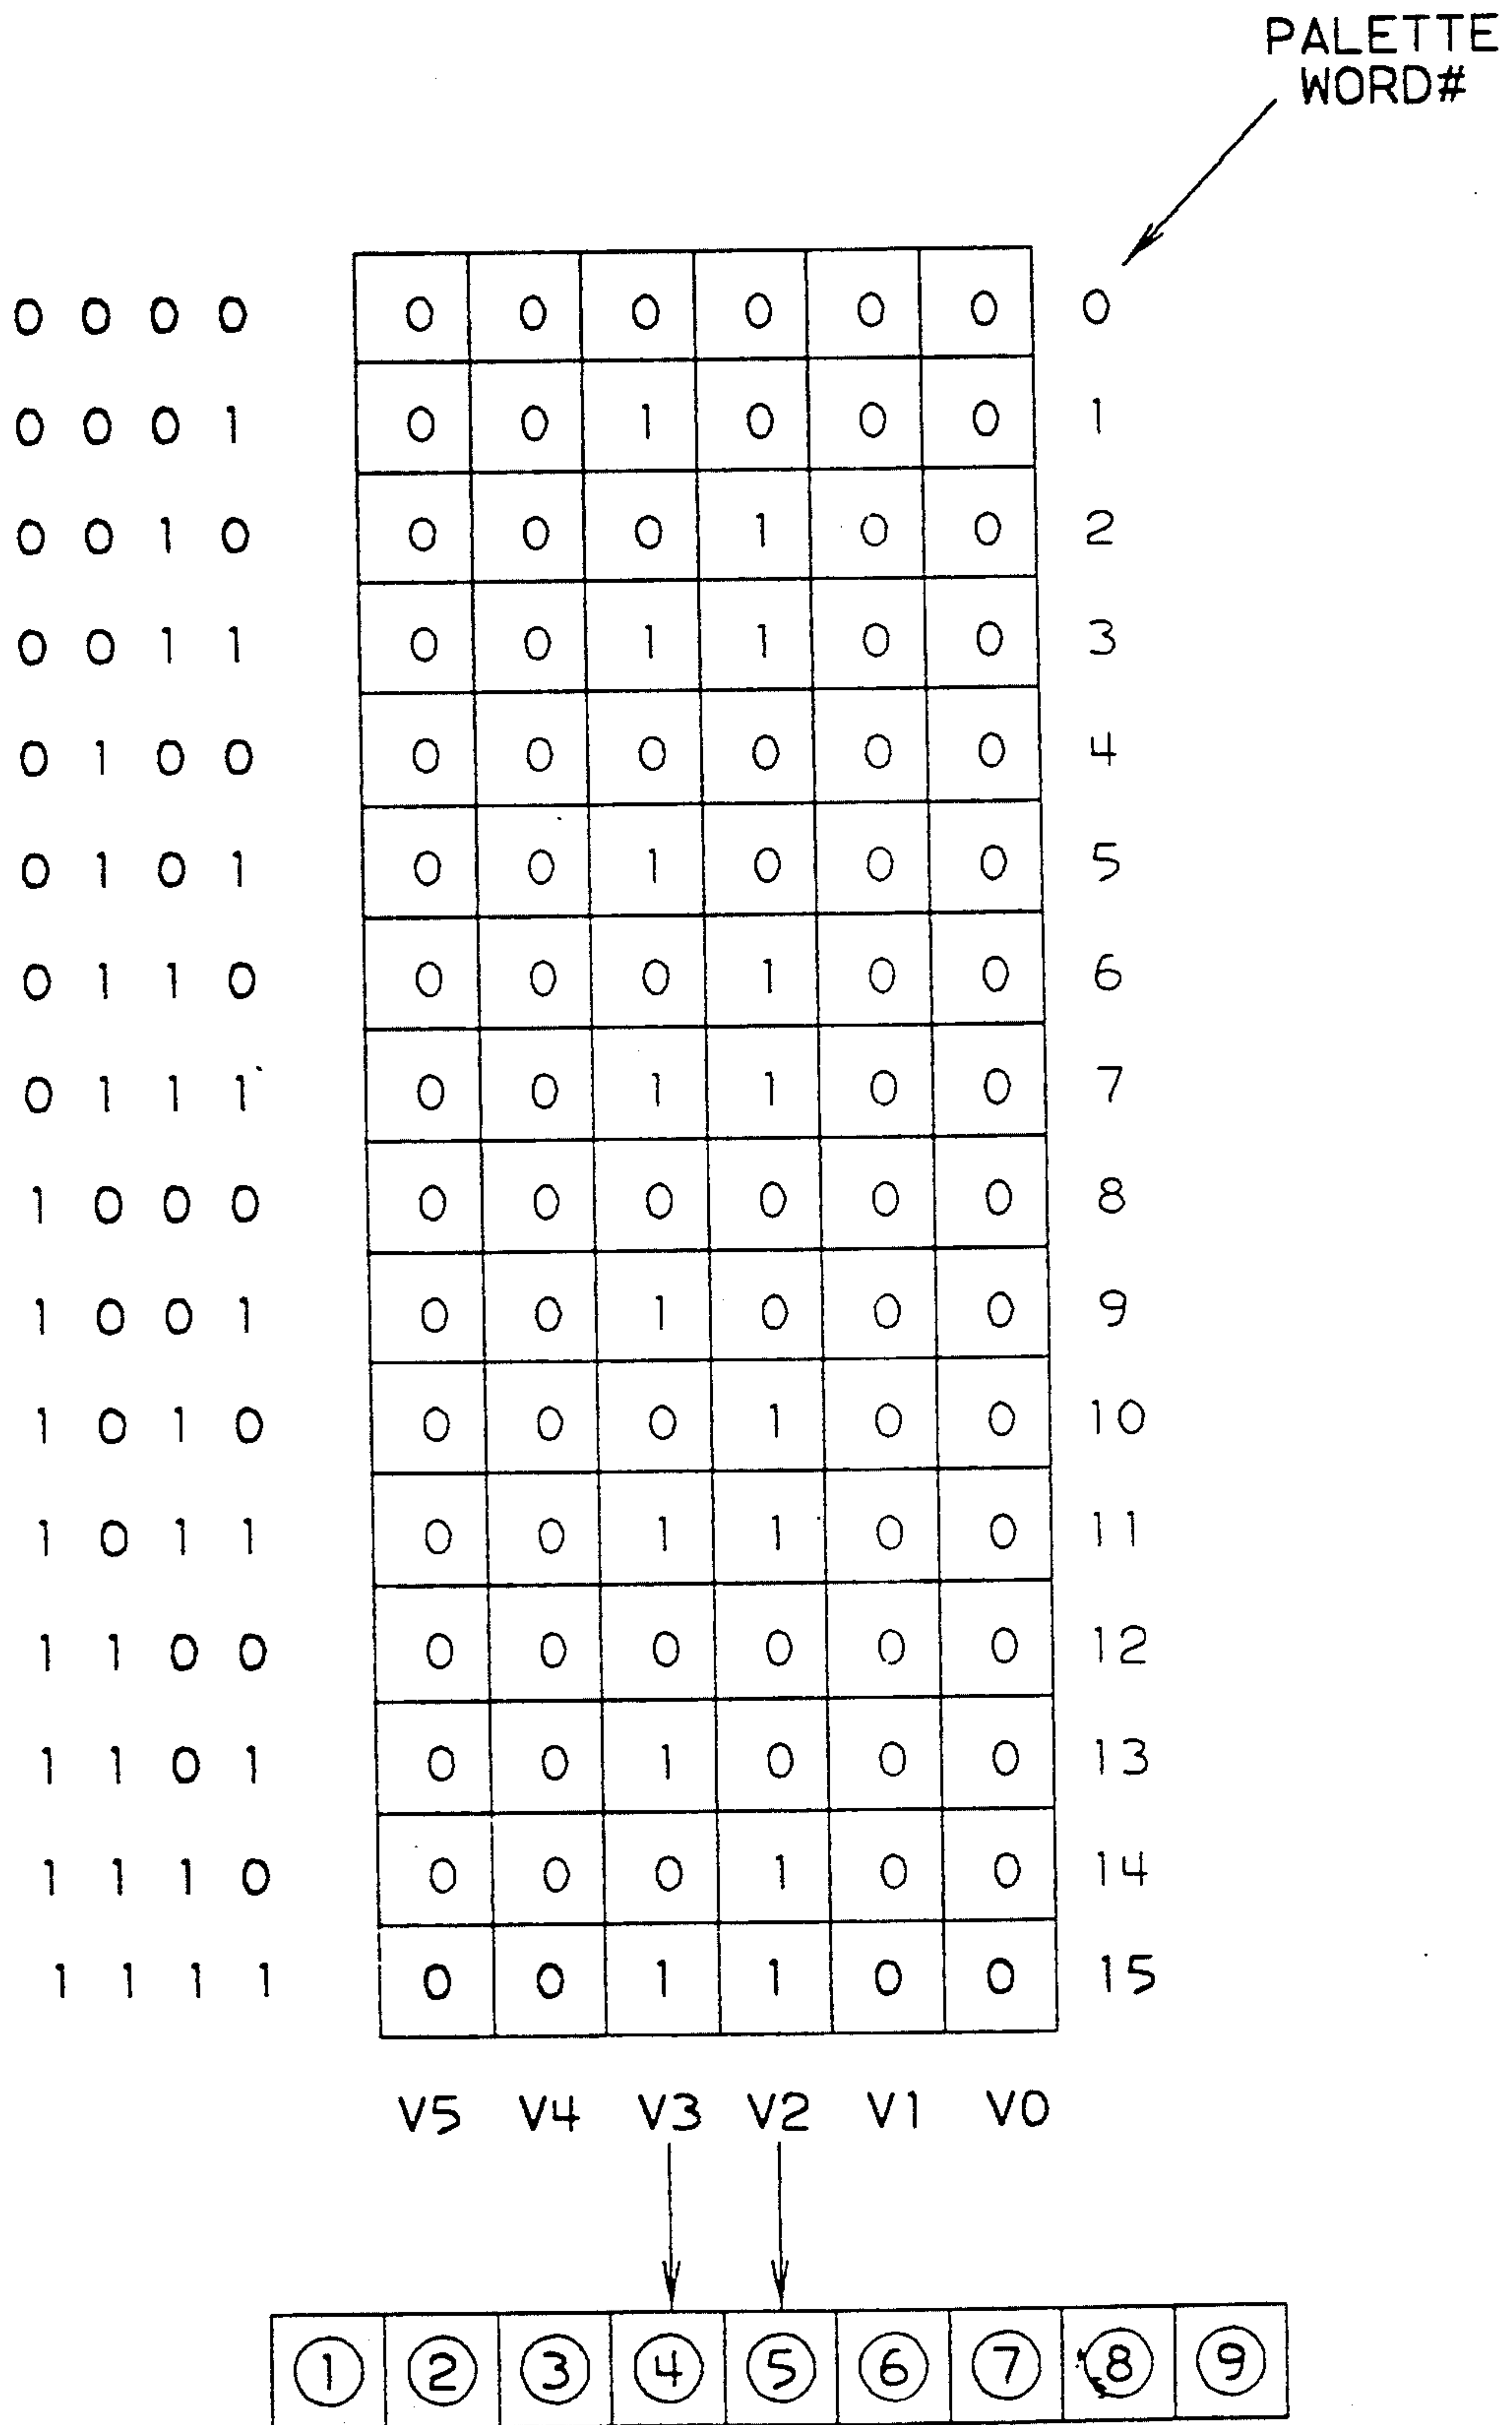 PALETTE
WORD#
0 0 0 0 0 0 0 0 0 0 0
0 0 0 1 0 0 1 0 0 0 1
0 0 1 0 0 0 0 1 0 0 2
0 0 1 1 0 0 1 1 0 0 3
0 1 0 0 0 0 0 0 0 0 4
0 1 0 1 0 0 1 0 0 0 5
0 1 1 0 0 0 0 1 0 0 6
0 1 1 1 0 0 1 1 0 0 7
1 0 0 0 0 0 0 0 0 0 8
1 0 0 1 0 0 1 0 0 0 9
1 0 1 0 0 0 0 1 0 0 10
1 0 1 1 0 0 1 1 0 0 11
1 1 0 0 0 0 0 0 0 0 12
1 1 0 1 0 0 1 0 0 0 13
1 1 1 0 0 0 0 1 0 0 14
1 1 1 1 0 0 1 1 0 0 15
V5 V4 V3 V2 V1 V0
① ② ③ ④ ⑤ ⑥ ⑦ ⑧ ⑨